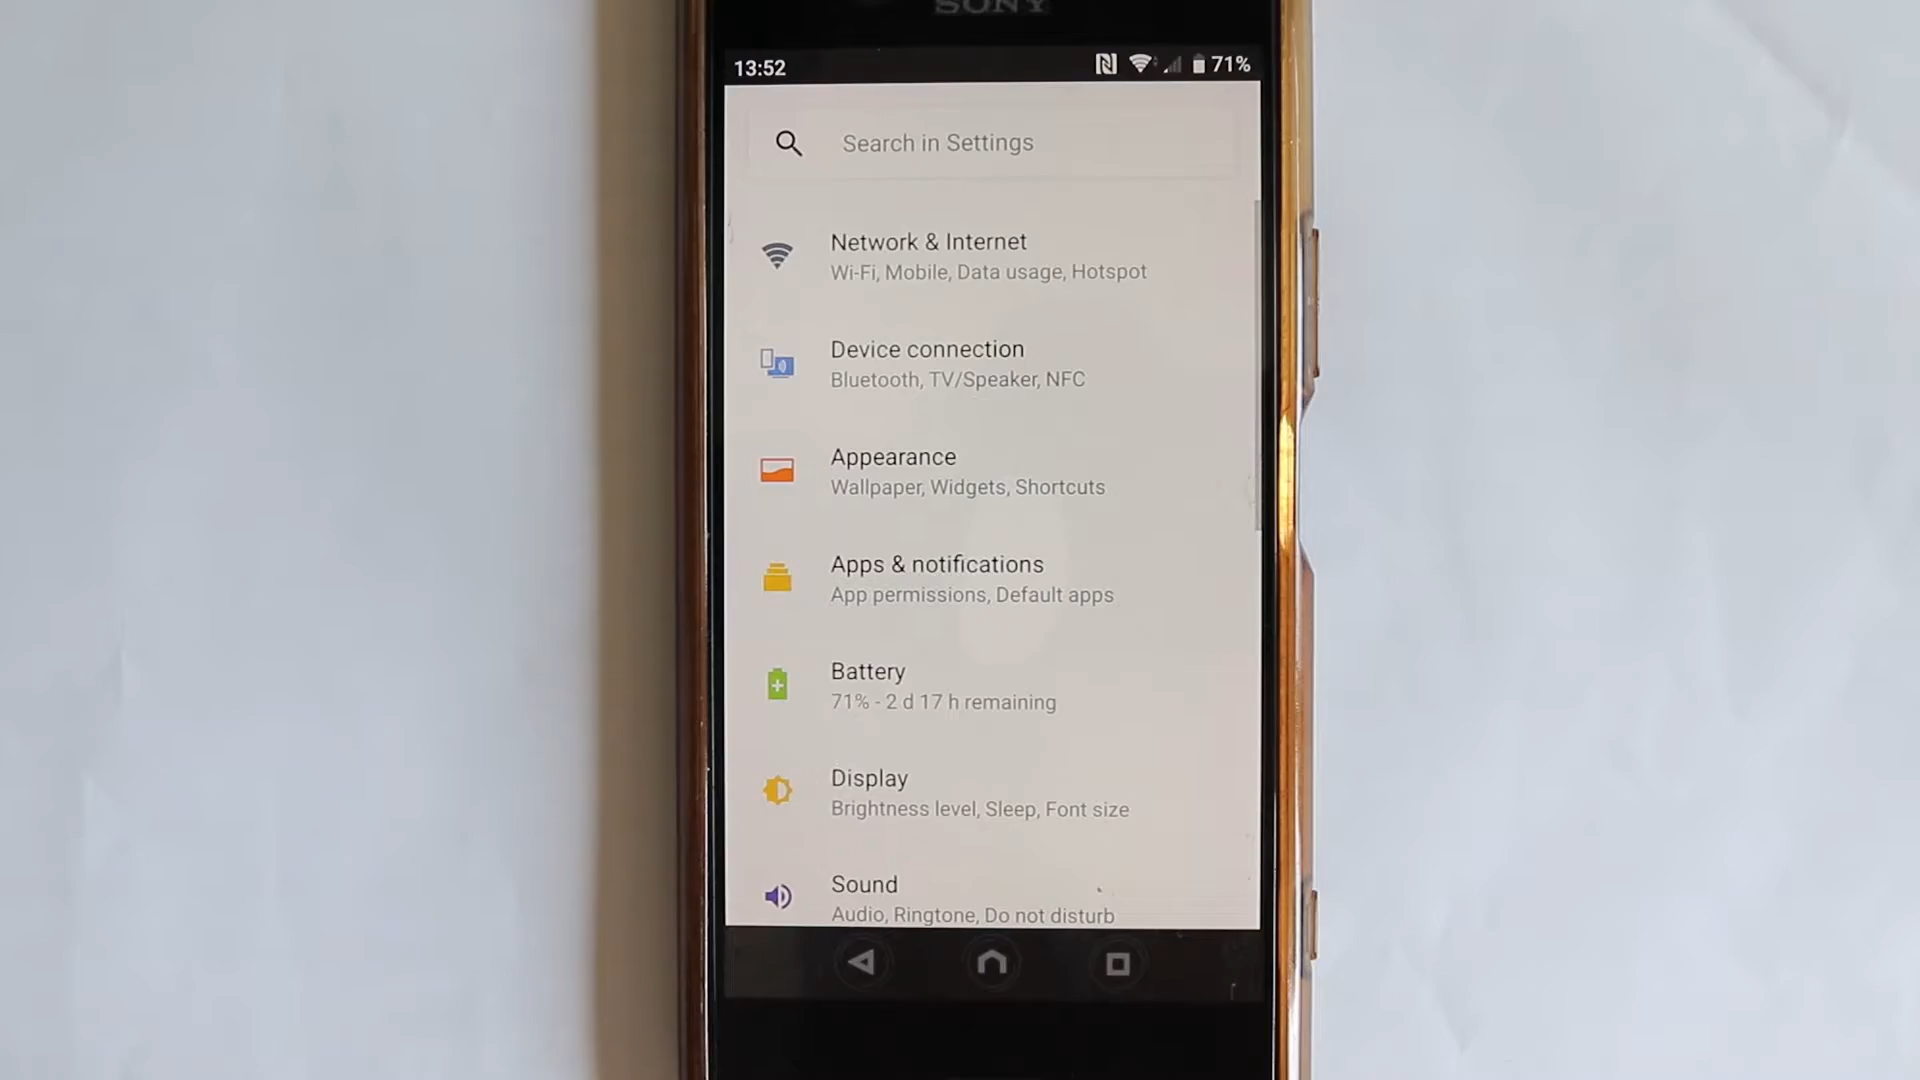 SONY
13:52
71%
Search in Settings
Network & Internet
Wi-Fi, Mobile, Data usage, Hotspot
Device connection
Bluetooth, TV/Speaker, NFC
Appearance
Wallpaper, Widgets, Shortcuts
Apps & notifications
App permissions, Default apps
Battery
71% - 2 d 17 h remaining
Display
Brightness level, Sleep, Font size
Sound
Audio, Ringtone, Do not disturb